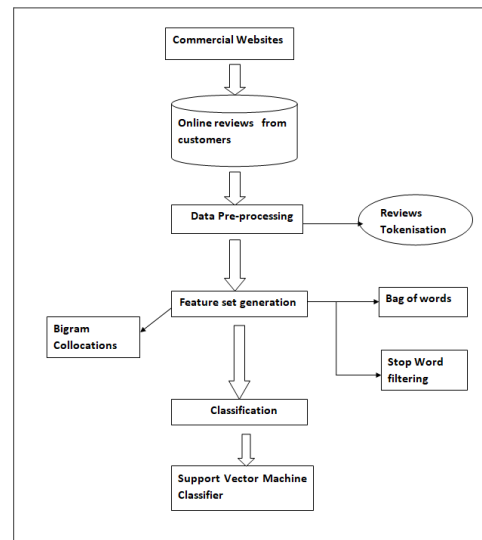 Commercial Websites
Online reviews from
customers
Data Pre-processing
Reviews
Tokenisation
Feature set generation
Bag of words
Bigram
Collocations
Stop Word
filtering
Classification
Support Vector Machine
Classifier